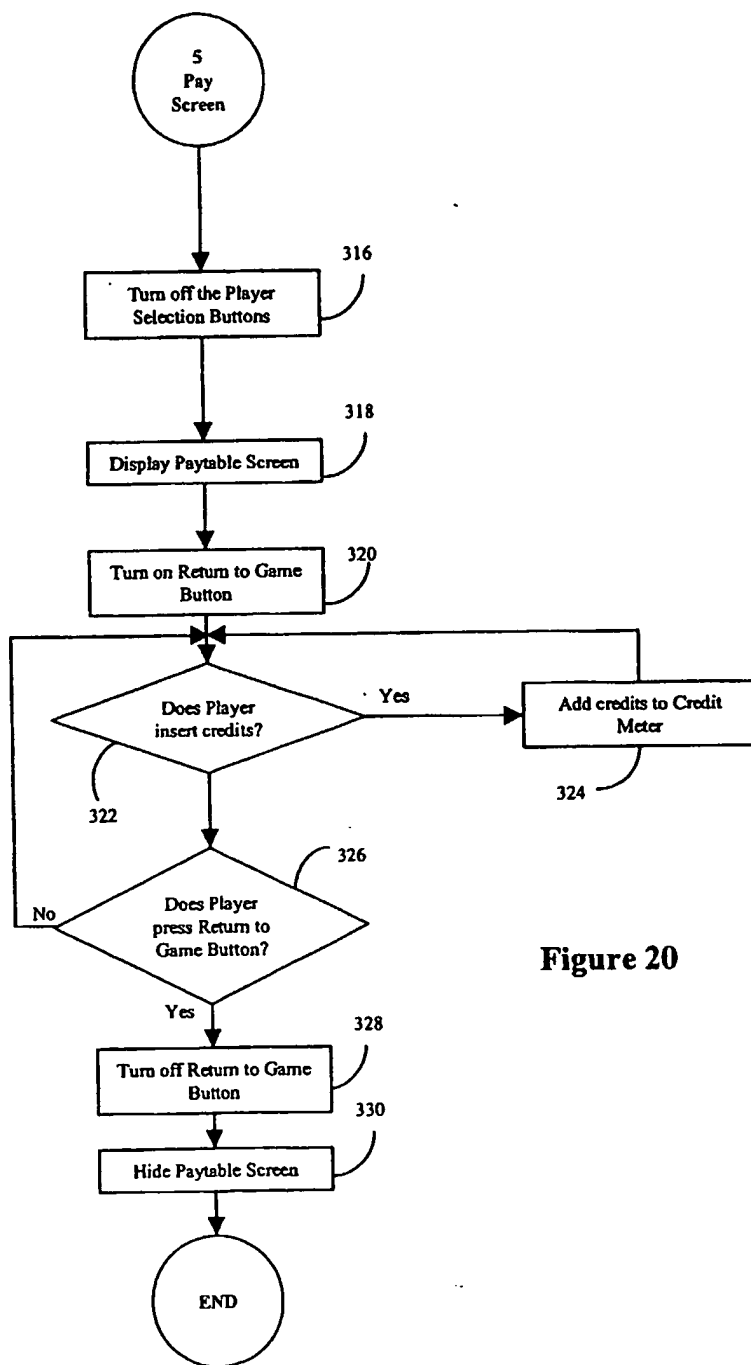 5
Pay
Screen
316
Turn off the Player
Selection Buttons
318
Display Paytable Screen
320
Turn on Return to Game
Button
Does Player
insert credits?
Yes
Add credits to Credit
Meter
322
324
326
Does Player
press Return to
Game Button?
No
Figure 20
Yes
328
Turn off Return to Game
Button
330
Hide Paytable Screen
END